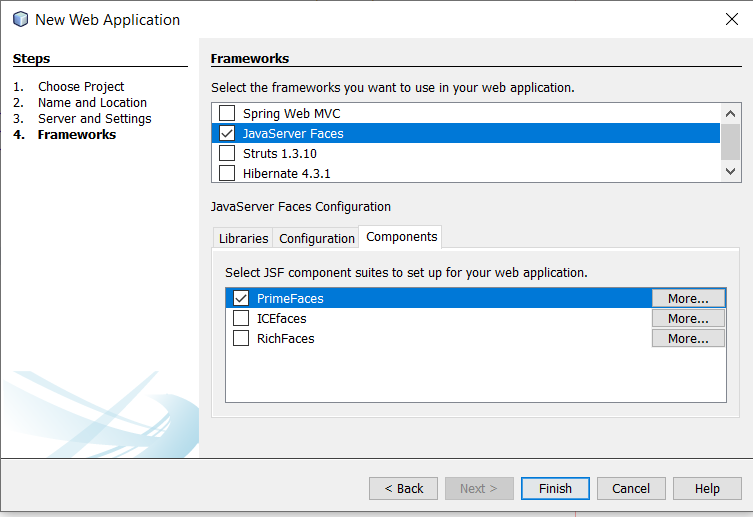 New Web Application
Steps
1. Choose Project
2. Name and Location
3. Server and Settings
4. Frameworks
Frameworks
Select the frameworks you want to use in your web application.
Spring Web MVC
JavaServer Faces
Struts 1.3.10
Hibernate 4.3.1
JavaServer Faces Configuration
Libraries Configuration Components
Select JSF component suites to set up for your web application.
PrimeFaces More...
ICEfaces More...
RichFaces More...
< Back Next > Finish Cancel Help